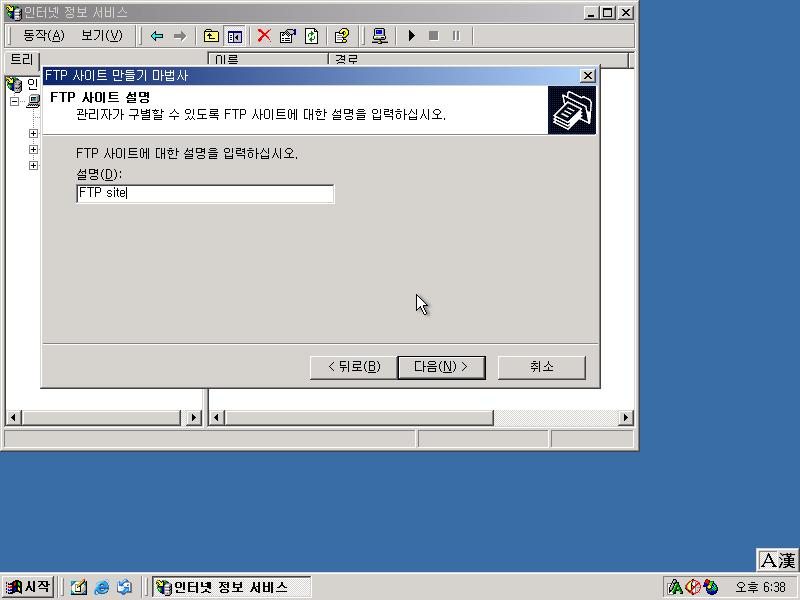 인터넷 정보 서비스
동작(A) 보기(V)
트리 이름 경로
인
FTP 사이트 만들기 마법사
FTP 사이트 설명
관리자가 구별할 수 있도록 FTP 사이트에 대한 설명을 입력하십시오.
FTP 사이트에 대한 설명을 입력하십시오.
설명(D):
FTP site
< 뒤로(B) 다음(N) > 취소
A漢
시작 인터넷 정보 서비스 오후 6:38